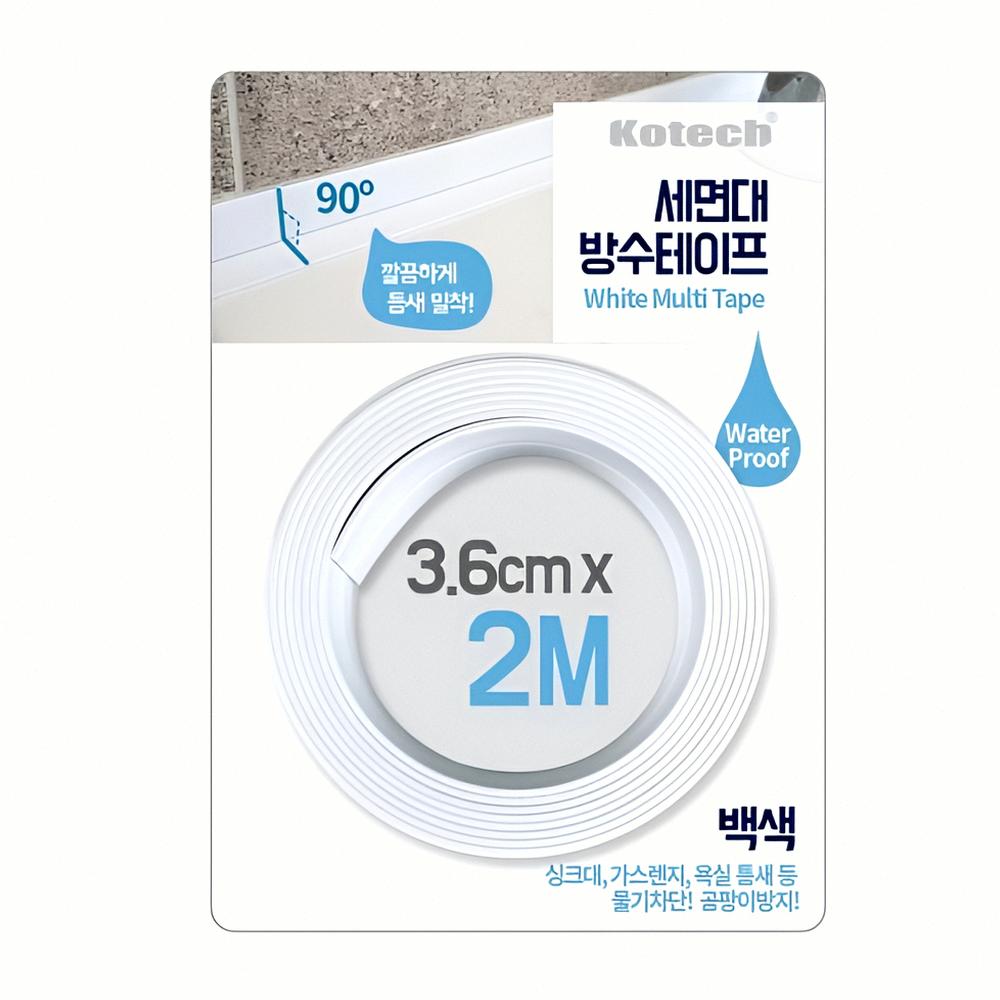 Kotech®
세면대
방수테이프
White Multi Tape
90º
깔끔하게
틈새 밀착!
Water
Proof
3.6cm x
2M
백색
싱크대, 가스렌지, 욕실 틈새 등
물기차단! 곰팡이방지!